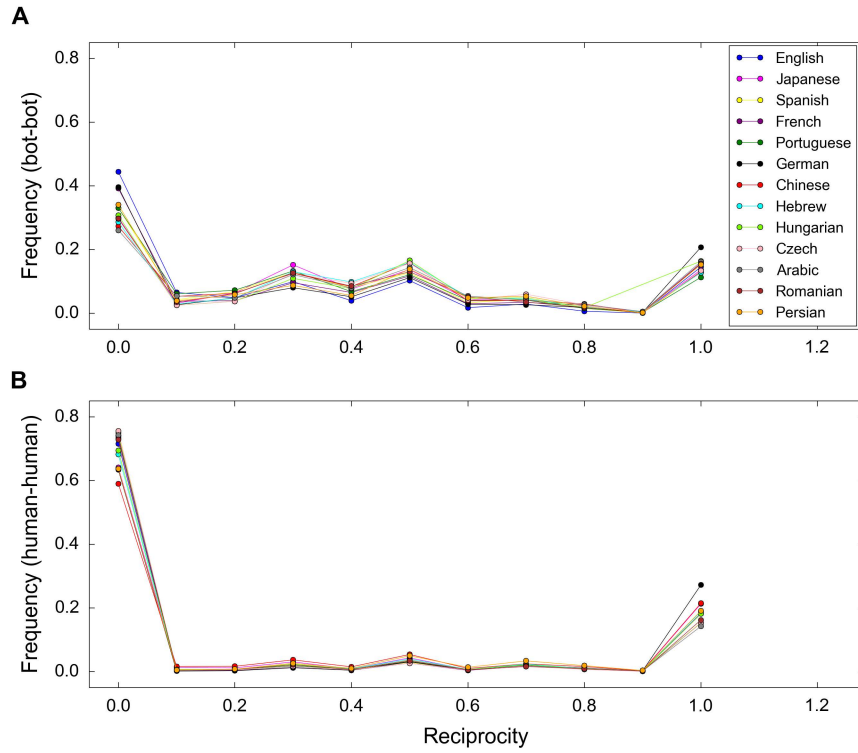 A
Frequency (bot-bot)
0.8
0.6
0.4
0.2
0.0
0.0 0.2 0.4 0.6 0.8 1.0 1.2
English
Japanese
Spanish
French
Portuguese
German
Chinese
Hebrew
Hungarian
Czech
Arabic
Romanian
Persian
B
Frequency (human-human)
0.8
0.6
0.4
0.2
0.0
0.0 0.2 0.4 0.6 0.8 1.0 1.2
Reciprocity